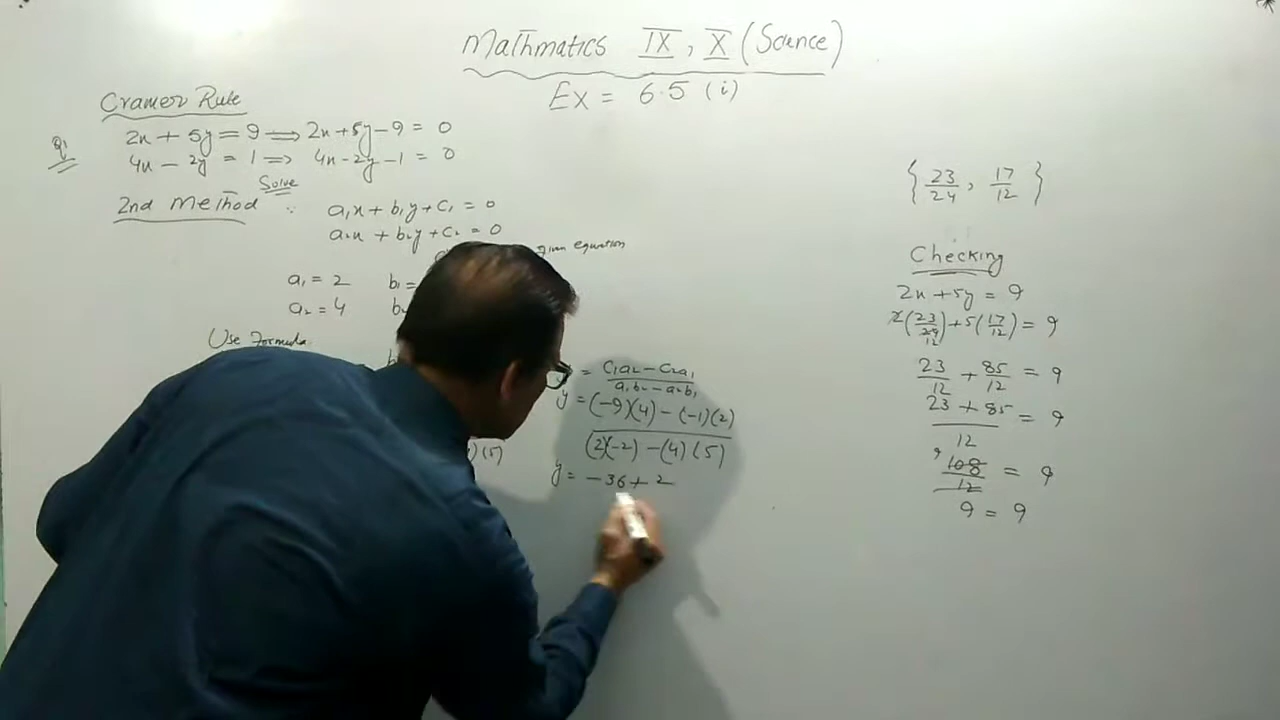 Mathmatics IX, X (Science)
Ex = 6.5 (i)
Cramer Rule
Q1
2x + 5y = 9 ⟹ 2x+5y-9 = 0
4x - 2y = 1 ⟹ 4x-2y-1 = 0
Solve
2nd Method ∵ a₁x + b₁y + c₁ = 0
a₂x + b₂y + c₂ = 0
equation
a₁ = 2 b₁ =
a₂ = 4
Use Formula
= c₁a₂ - c₂a₁ / a₁b₂ - a₂b₁
y = (-9)(4) - (-1)(2)
(2)(-2) - (4)(5)
)(5)
y = -36 + 2
{ 23/24, 17/12 }
Checking
2x + 5y = 9
2(23/24 12) + 5(17/12) = 9
23/12 + 85/12 = 9
23 + 85 / 12 = 9
9 108/12 = 9
9 = 9